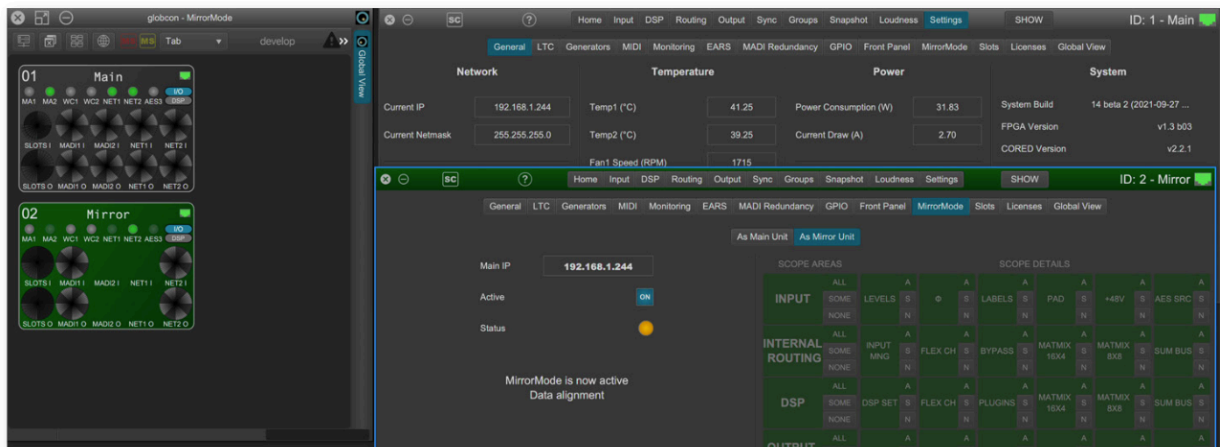 globcon - MirrorMode
MS Tab develop
Global View
01 Main
MA1 MA2 WC1 WC2 NET1 NET2 AES3 I/O
DSP
SLOTS I MADI1 I MADI2 I NET1 I NET2 I
SLOTS O MADI1 O MADI2 O NET1 O NET2 O
02 Mirror
MA1 MA2 WC1 WC2 NET1 NET2 AES3 I/O
DSP
SLOTS I MADI1 I MADI2 I NET1 I NET2 I
SLOTS O MADI1 O MADI2 O NET1 O NET2 O
SC ? Home Input DSP Routing Output Sync Groups Snapshot Loudness Settings SHOW ID: 1 - Main
General LTC Generators MIDI Monitoring EARS MADI Redundancy GPIO Front Panel MirrorMode Slots Licenses Global View
Network Temperature Power System
Current IP 192.168.1.244 Temp1 (°C) 41.25 Power Consumption (W) 31.83 System Build 14 beta 2 (2021-09-27 ...
Current Netmask 255.255.255.0 Temp2 (°C) 39.25 Current Draw (A) 2.70 FPGA Version v1.3 b03
CORED Version v2.2.1
Fan1 Speed (RPM) 1715
SC ? Home Input DSP Routing Output Sync Groups Snapshot Loudness Settings SHOW ID: 2 - Mirror
General LTC Generators MIDI Monitoring EARS MADI Redundancy GPIO Front Panel MirrorMode Slots Licenses Global View
As Main Unit As Mirror Unit
Main IP 192.168.1.244
Active ON
Status
MirrorMode is now active
Data alignment
SCOPE AREAS SCOPE DETAILS
ALL A A A A A A
INPUT SOME LEVELS S Φ S LABELS S PAD S +48V S AES SRC S
NONE N N N N N N
ALL A A A A A A
INTERNAL ROUTING SOME INPUT MNG S FLEX CH S BYPASS S MATMIX 16X4 S MATMIX 8X8 S SUM BUS S
NONE N N N N N N
ALL A A A A A A
DSP SOME DSP SET S FLEX CH S PLUGINS S MATMIX 16X4 S MATMIX 8X8 S SUM BUS S
NONE N N N N N N
ALL A A A A A A
OUTPUT